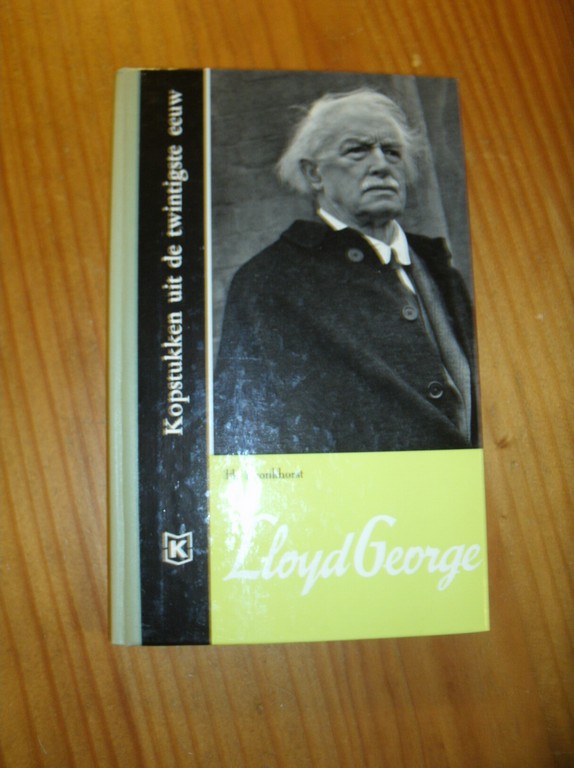 Kopstukken uit de twintigste eeuw
K
Lloyd George